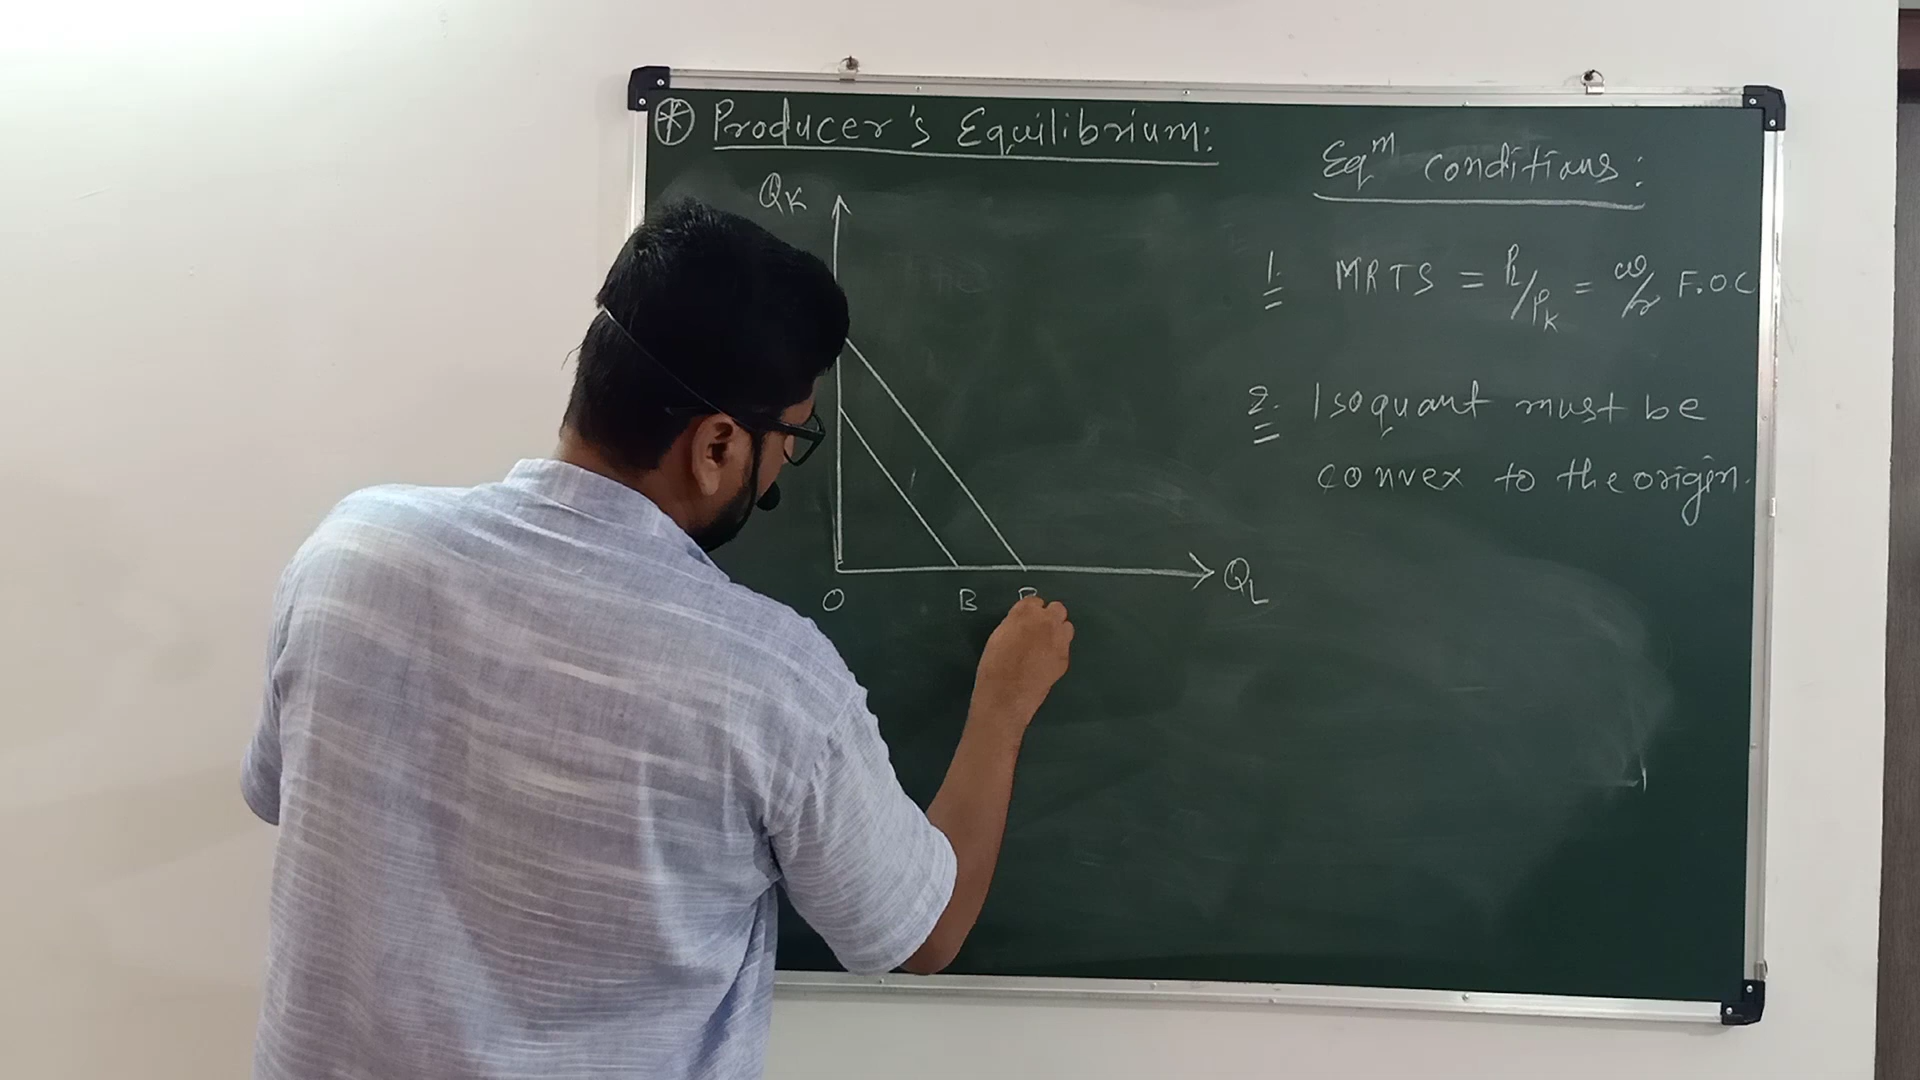 * Producer's Equilibrium:
QK
O
B
QL
Eqm conditions:
1. MRTS = PL/PK = w/r F.O.C
2. Isoquant must be
convex to the origin.